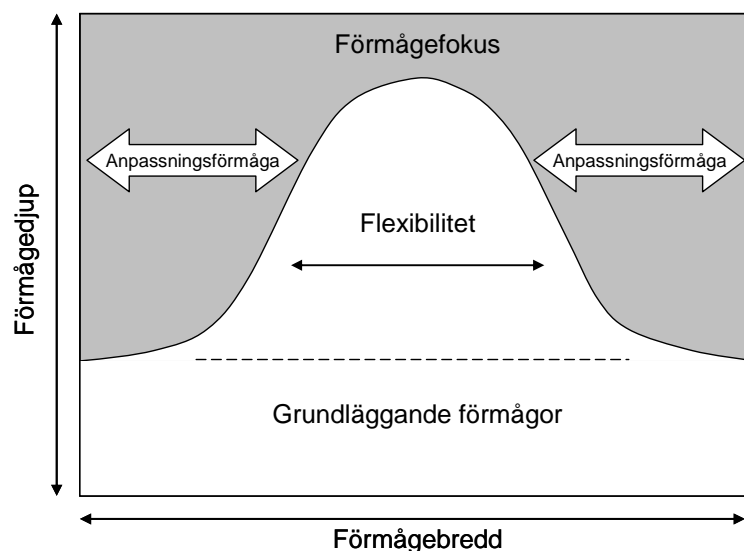 Förmågefokus
Anpassningsförmåga
Anpassningsförmåga
Flexibilitet
Förmågedjup
Grundläggande förmågor
Förmågebredd